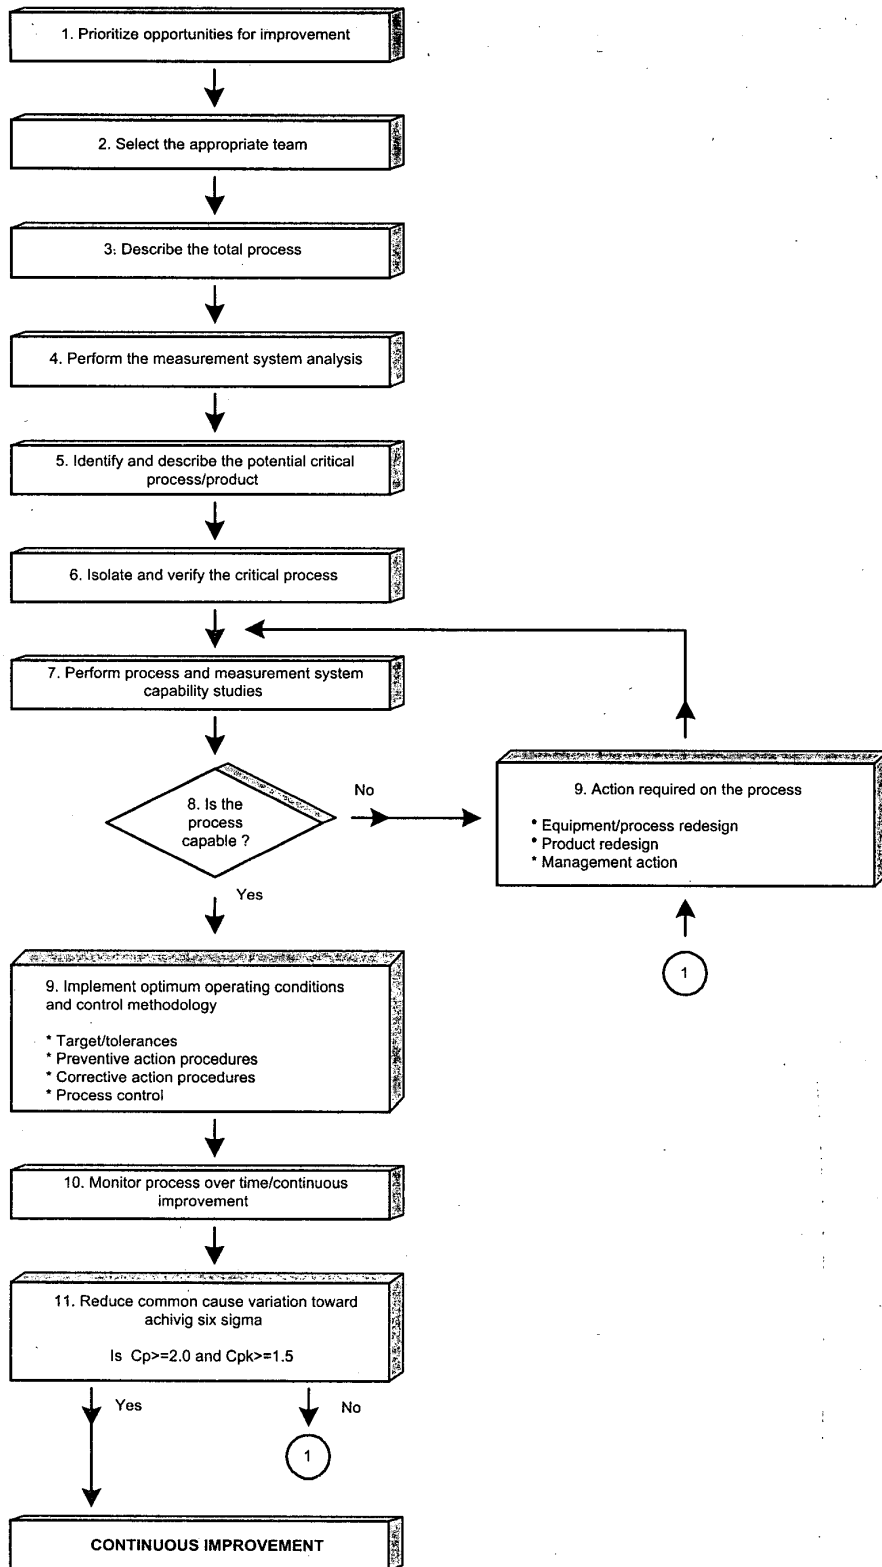 1. Prioritize opportunities for improvement
2. Select the appropriate team
3. Describe the total process
4. Perform the measurement system analysis
5. Identify and describe the potential critical
process/product
6. Isolate and verify the critical process
7. Perform process and measurement system
capability studies
8. Is the
process
capable ?
No
Yes
9. Action required on the process
* Equipment/process redesign
* Product redesign
* Management action
1
9. Implement optimum operating conditions
and control methodology
* Target/tolerances
* Preventive action procedures
* Corrective action procedures
* Process control
10. Monitor process over time/continuous
improvement
11. Reduce common cause variation toward
achivig six sigma
Is Cp>=2.0 and Cpk>=1.5
Yes
No
1
CONTINUOUS IMPROVEMENT